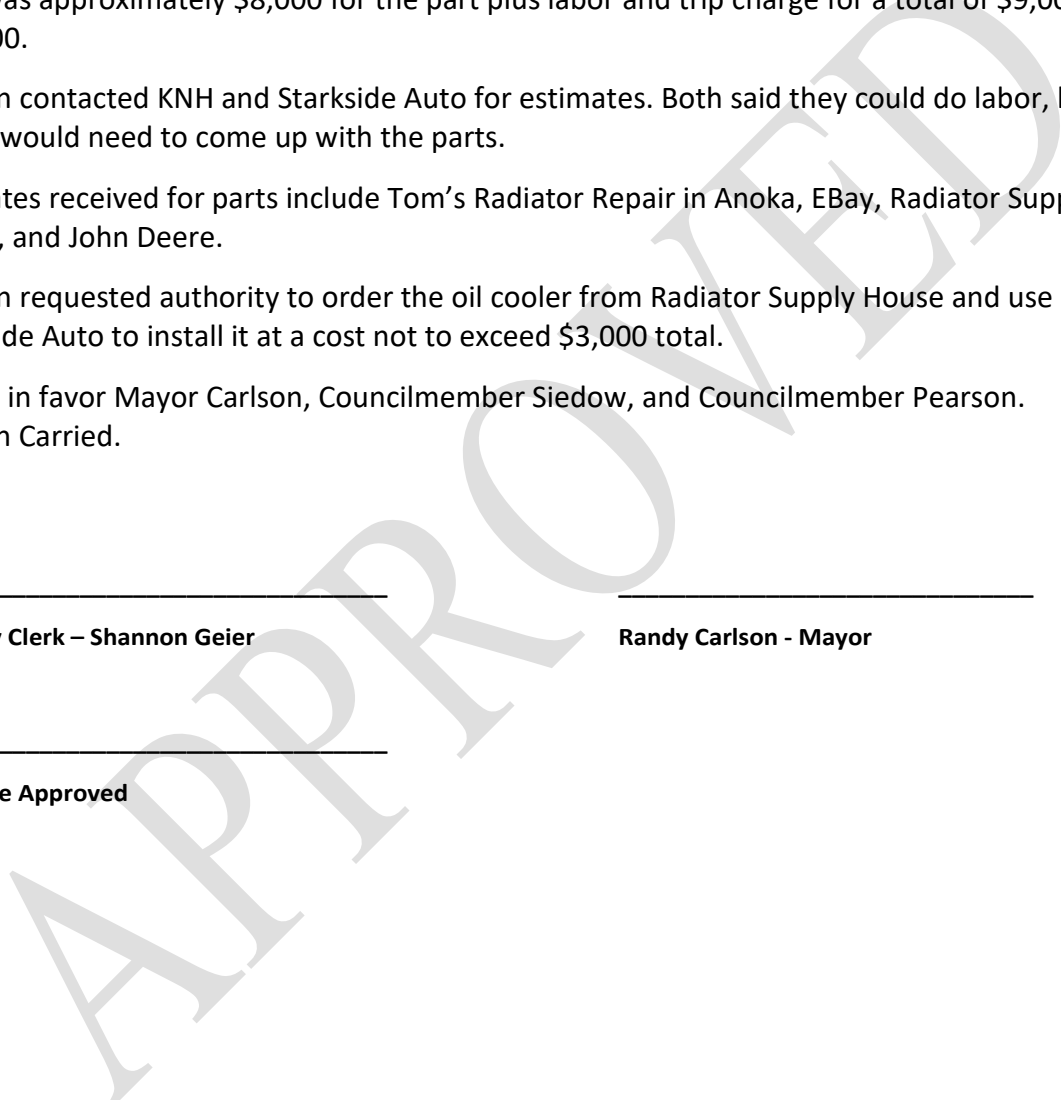 as approximately $8,000 for the part plus labor and trip charge for a total of $9,00
00.
n contacted KNH and Starkside Auto for estimates. Both said they could do labor,
would need to come up with the parts.
tes received for parts include Tom’s Radiator Repair in Anoka, EBay, Radiator Supp
, and John Deere.
n requested authority to order the oil cooler from Radiator Supply House and use
de Auto to install it at a cost not to exceed $3,000 total.
in favor Mayor Carlson, Councilmember Siedow, and Councilmember Pearson.
n Carried.
Clerk – Shannon Geier
Randy Carlson - Mayor
e Approved
APPROVED